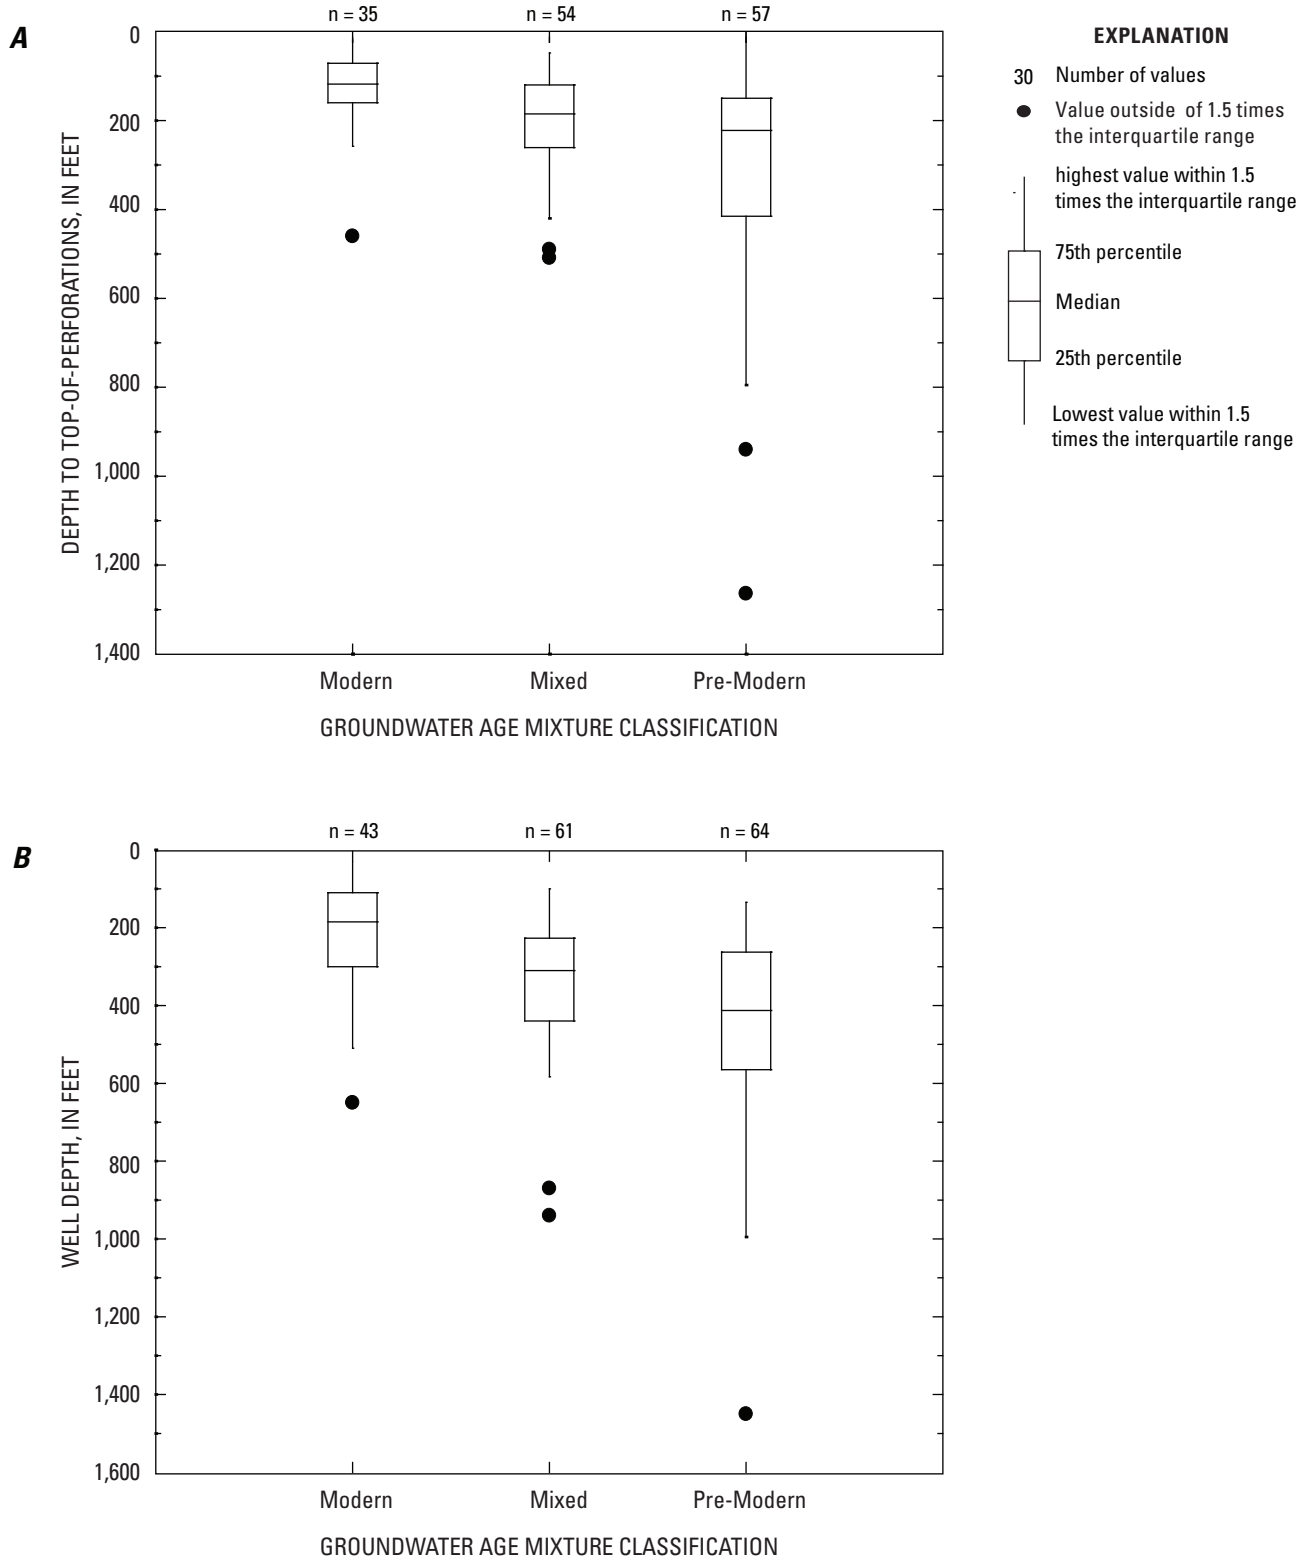 A
n = 35
n = 54
n = 57
0
200
400
600
800
1,000
1,200
1,400
DEPTH TO TOP-OF-PERFORATIONS, IN FEET
Modern
Mixed
Pre-Modern
GROUNDWATER AGE MIXTURE CLASSIFICATION
EXPLANATION
30 Number of values
Value outside of 1.5 times
the interquartile range
highest value within 1.5
times the interquartile range
75th percentile
Median
25th percentile
Lowest value within 1.5
times the interquartile range
B
n = 43
n = 61
n = 64
0
200
400
600
800
1,000
1,200
1,400
1,600
WELL DEPTH, IN FEET
Modern
Mixed
Pre-Modern
GROUNDWATER AGE MIXTURE CLASSIFICATION